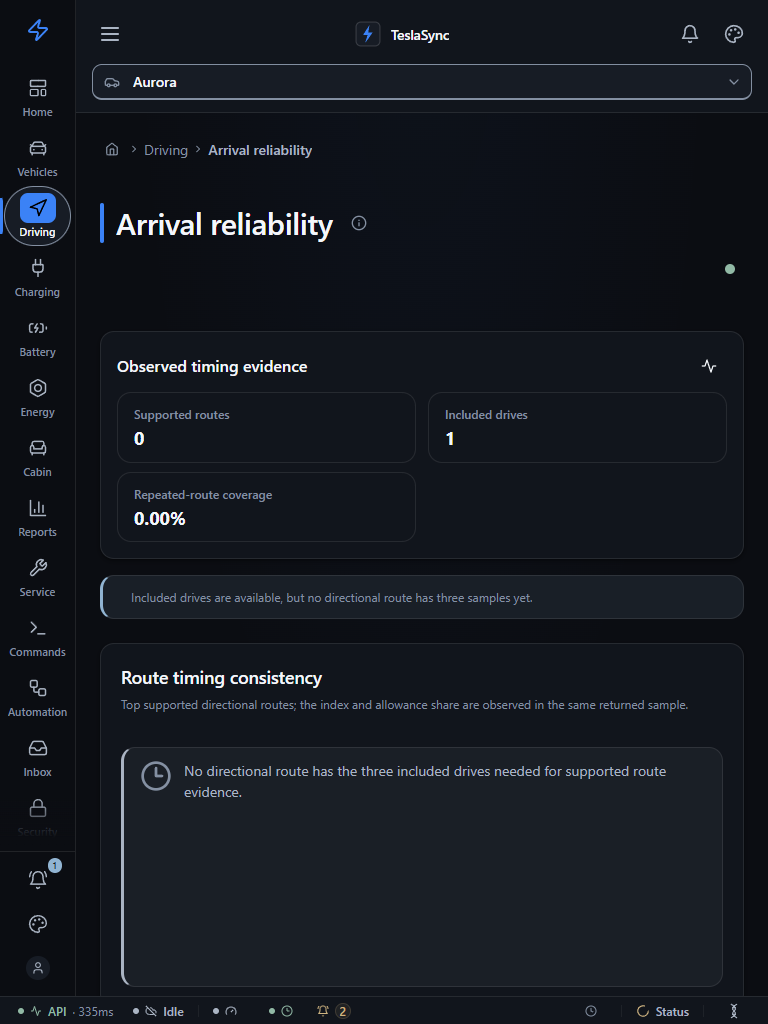 TeslaSync
Aurora
Home
Vehicles
Driving
Charging
Battery
Energy
Cabin
Reports
Service
Commands
Automation
Inbox
Security
1
Driving
Arrival reliability
Arrival reliability
Observed timing evidence
Supported routes
0
Included drives
1
Repeated-route coverage
0.00%
Included drives are available, but no directional route has three samples yet.
Route timing consistency
Top supported directional routes; the index and allowance share are observed in the same returned sample.
No directional route has the three included drives needed for supported route
evidence.
API · 335ms
Idle
2
Status